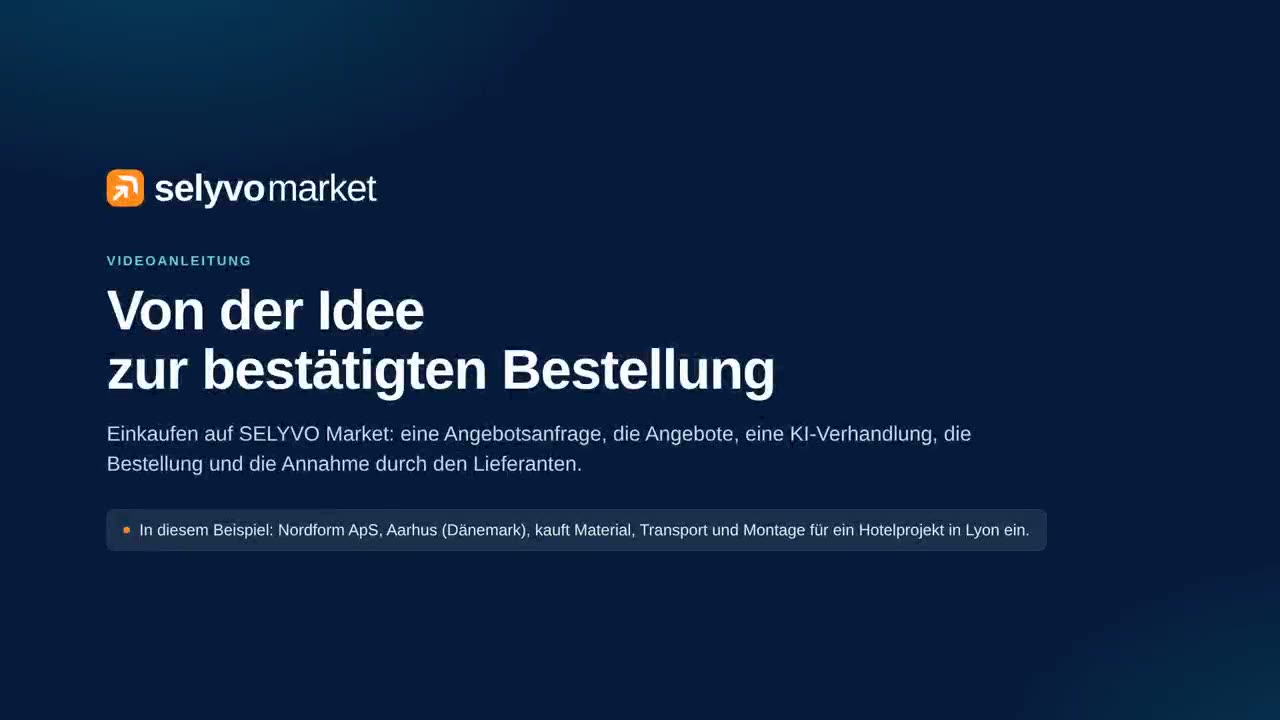 selyvo market
VIDEOANLEITUNG
Von der Idee
zur bestätigten Bestellung
Einkaufen auf SELYVO Market: eine Angebotsanfrage, die Angebote, eine KI-Verhandlung, die
Bestellung und die Annahme durch den Lieferanten.
In diesem Beispiel: Nordform ApS, Aarhus (Dänemark), kauft Material, Transport und Montage für ein Hotelprojekt in Lyon ein.